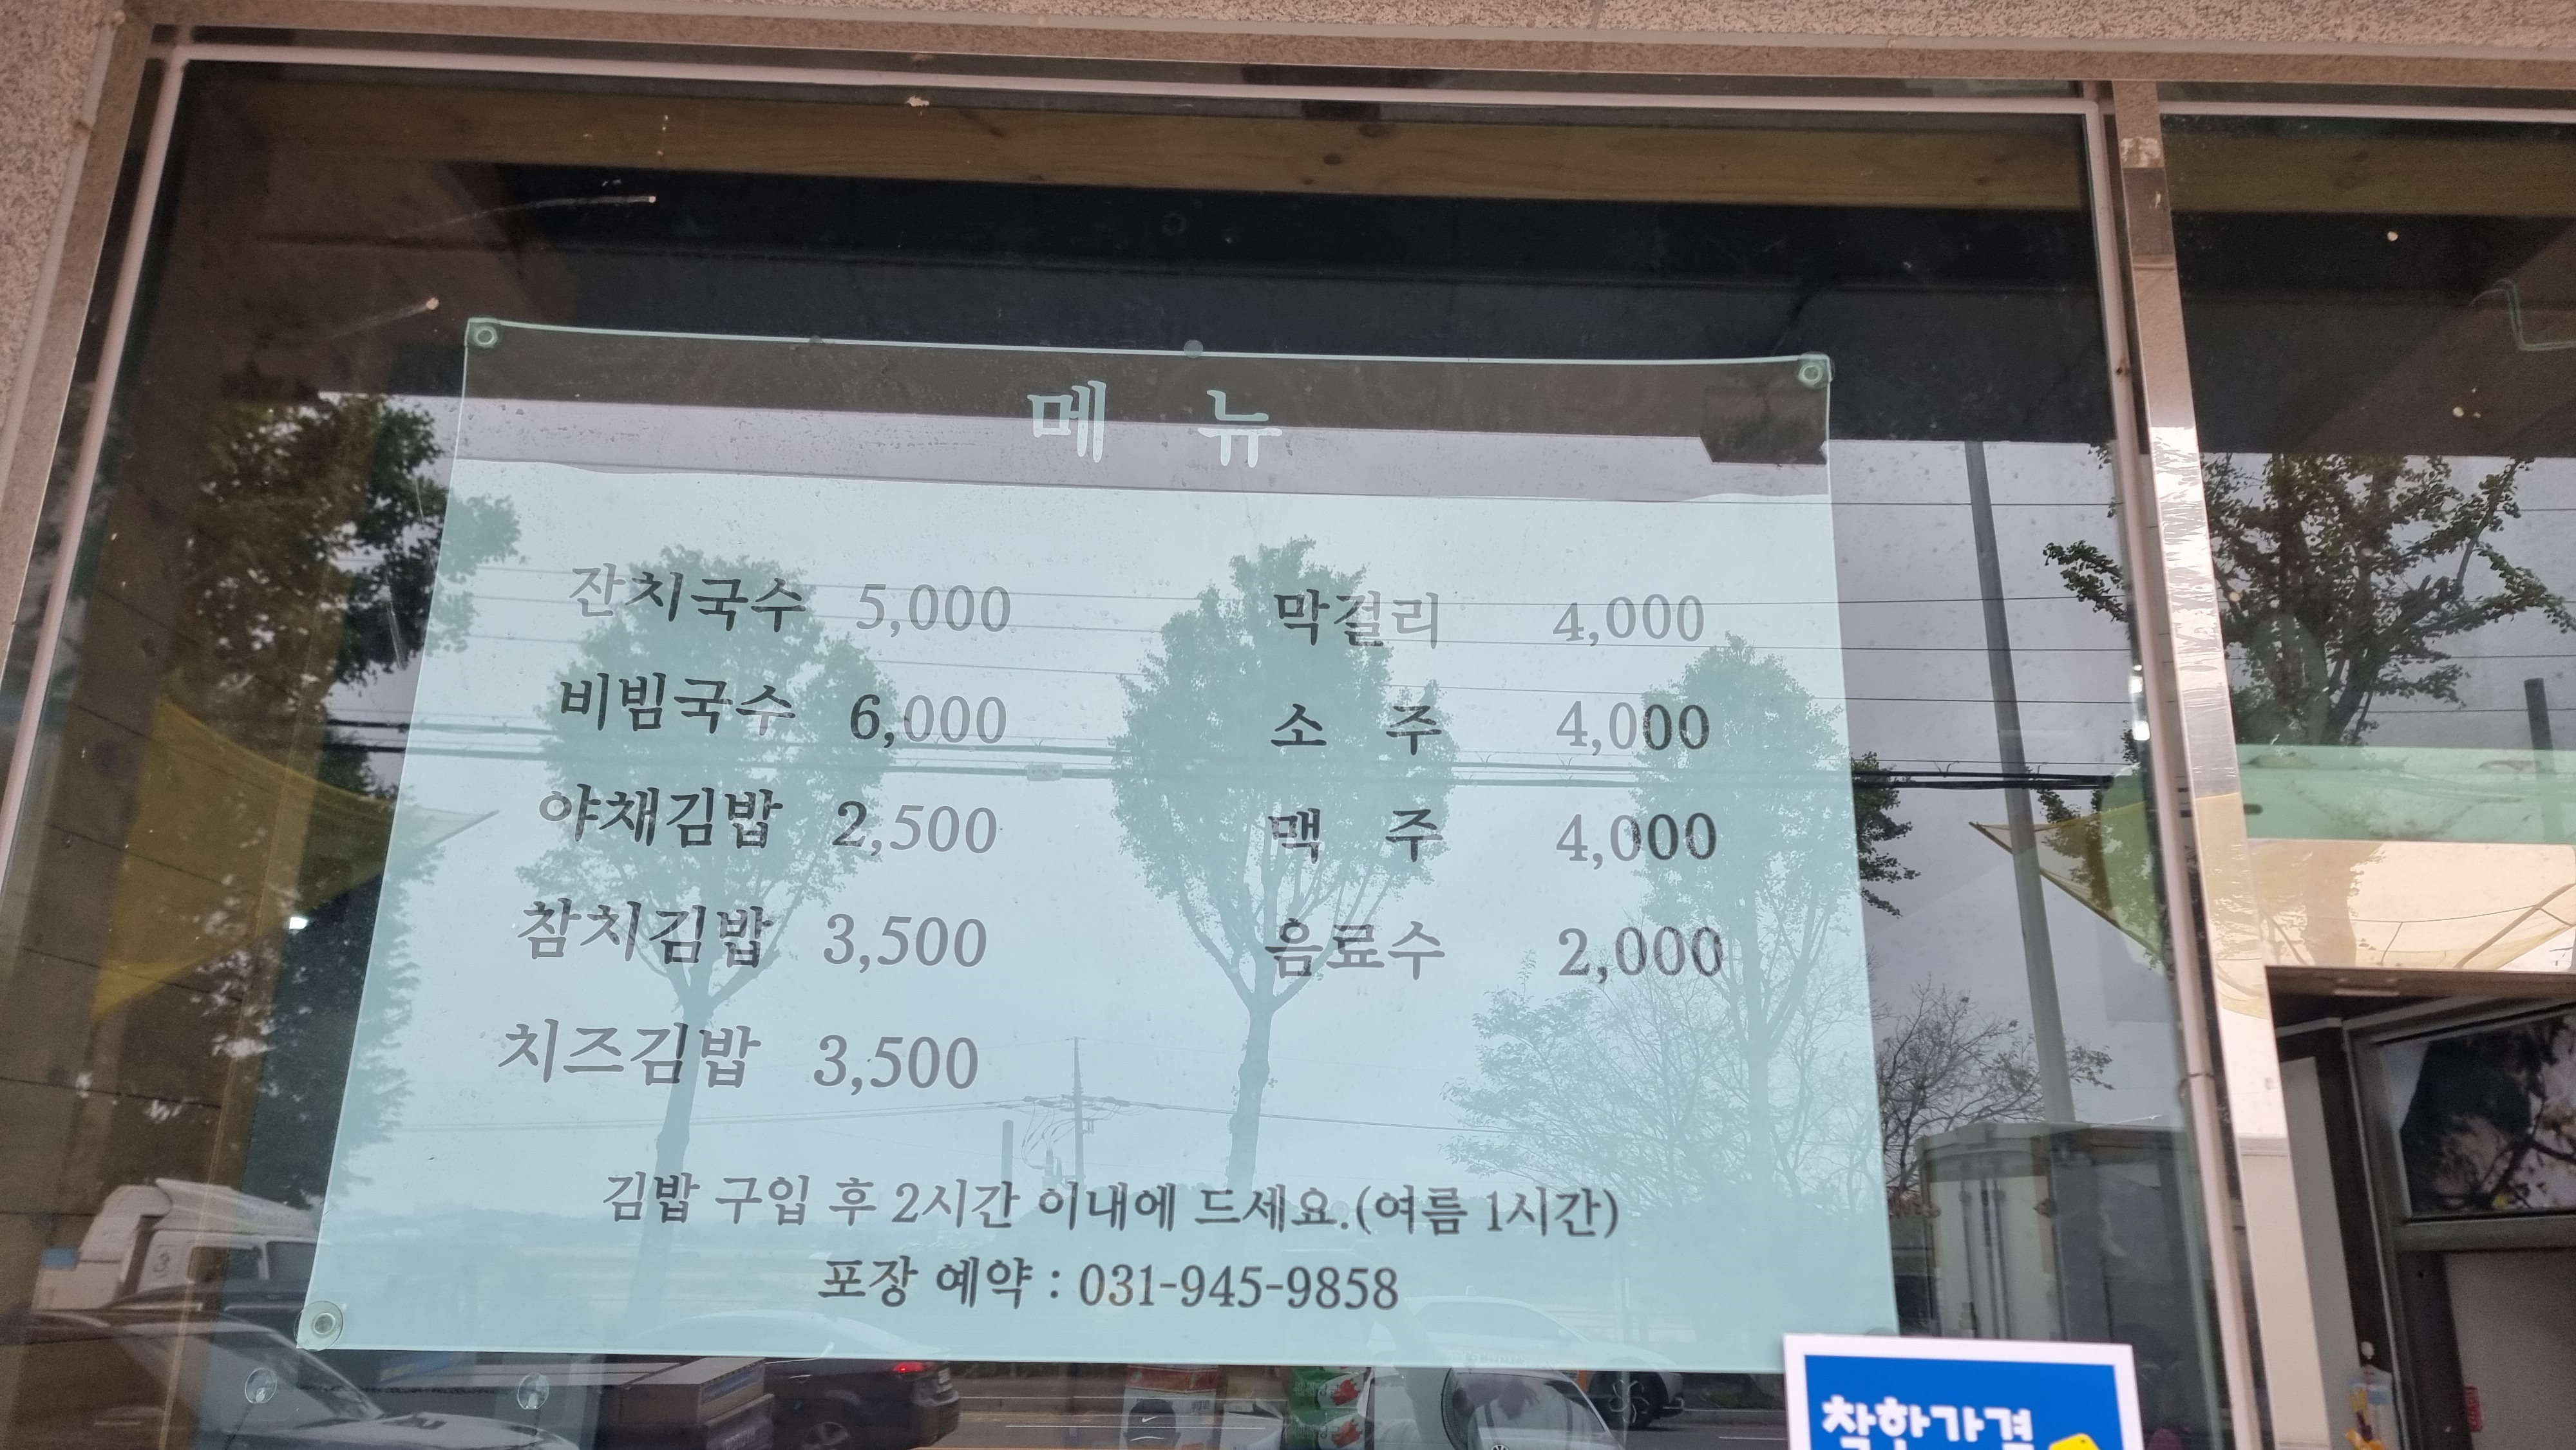 메 뉴
잔치국수 5,000
비빔국수 6,000
야채김밥 2,500
참치김밥 3,500
치즈김밥 3,500
막걸리 4,000
소 주 4,000
맥 주 4,000
음료수 2,000
김밥 구입 후 2시간 이내에 드세요.(여름 1시간)
포장 예약 : 031-945-9858
착한가격